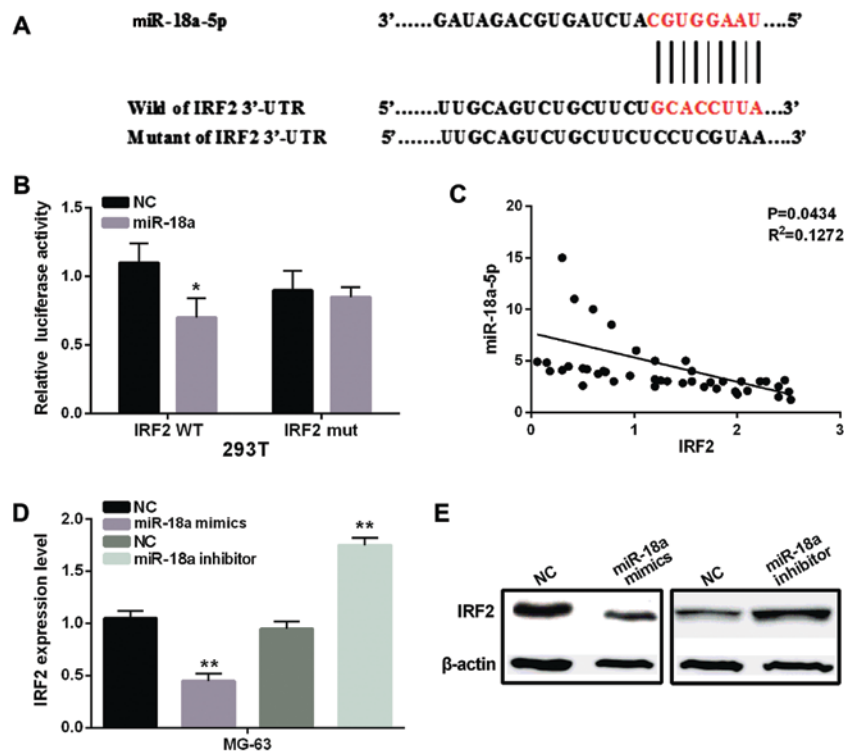 A
miR-18a-5p 3’......GAUAGACGUGAUCUACGUGGAAU....5’
Wild of IRF2 3’-UTR 5’.......UUGCAGUCUGCUUCUGCACCUUA....3’
Mutant of IRF2 3’-UTR 5’.......UUGCAGUCUGCUUCUCCUCGUAA....3’
B
NC
miR-18a
Relative luciferase activity
1.5
1.0
0.5
0.0
*
IRF2 WT IRF2 mut
293T
C
P=0.0434
R²=0.1272
miR-18a-5p
20
15
10
5
0
0 1 2 3
IRF2
D
NC
miR-18a mimics
NC
miR-18a inhibitor
IRF2 expression level
2.0
1.5
1.0
0.5
0.0
**
**
MG-63
E
NC miR-18a mimics NC miR-18a inhibitor
IRF2
β-actin